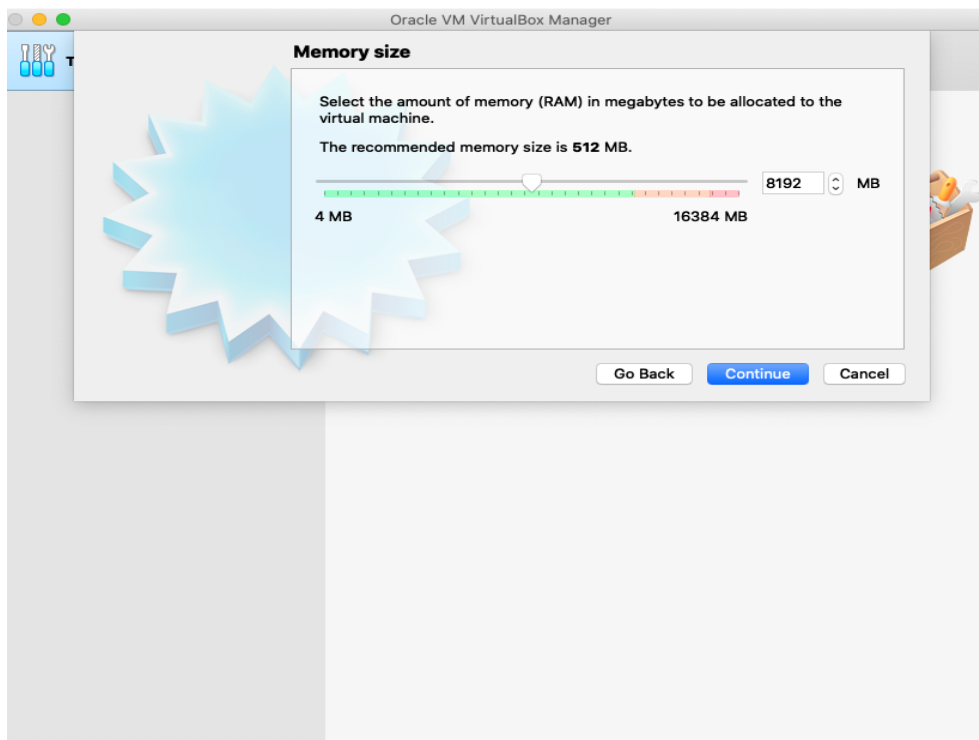 Oracle VM VirtualBox Manager
T
Memory size
Select the amount of memory (RAM) in megabytes to be allocated to the
virtual machine.
The recommended memory size is 512 MB.
8192 MB
4 MB 16384 MB
Go Back Continue Cancel